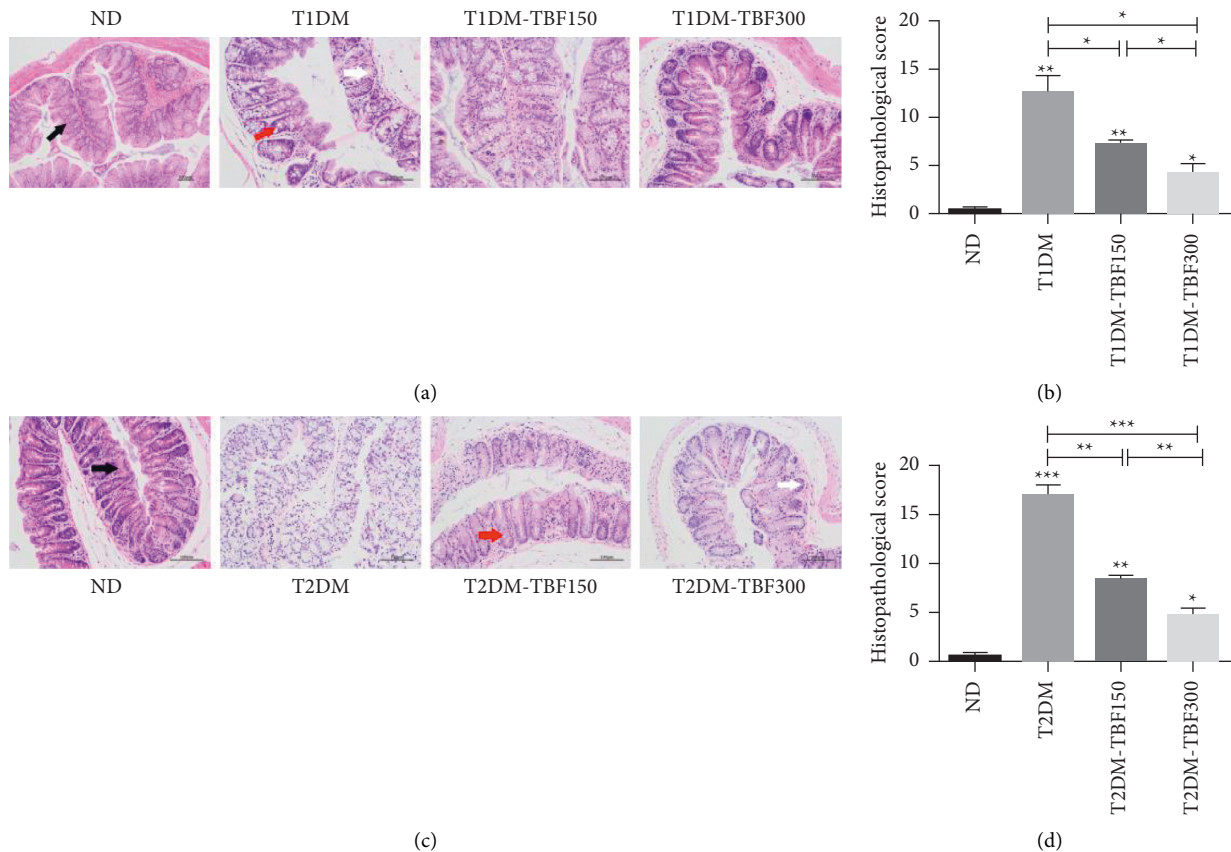 ND T1DM T1DM-TBF150 T1DM-TBF300
(a)
20
15
10
5
0
Histopathological score
*
* *
**
**
*
ND
T1DM
T1DM-TBF150
T1DM-TBF300
(b)
ND T2DM T2DM-TBF150 T2DM-TBF300
(c)
20
15
10
5
0
Histopathological score
***
** **
***
**
*
ND
T2DM
T2DM-TBF150
T2DM-TBF300
(d)